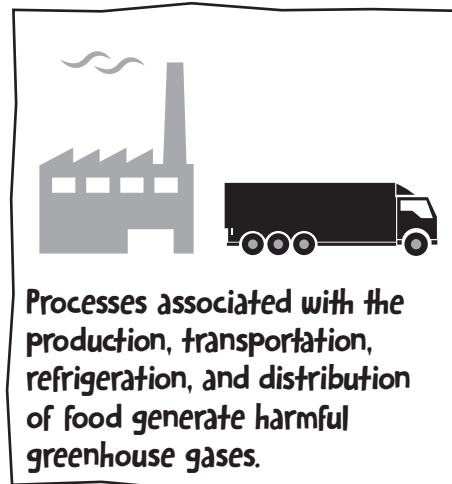 Processes associated with the
production, transportation,
refrigeration, and distribution
of food generate harmful
greenhouse gases.